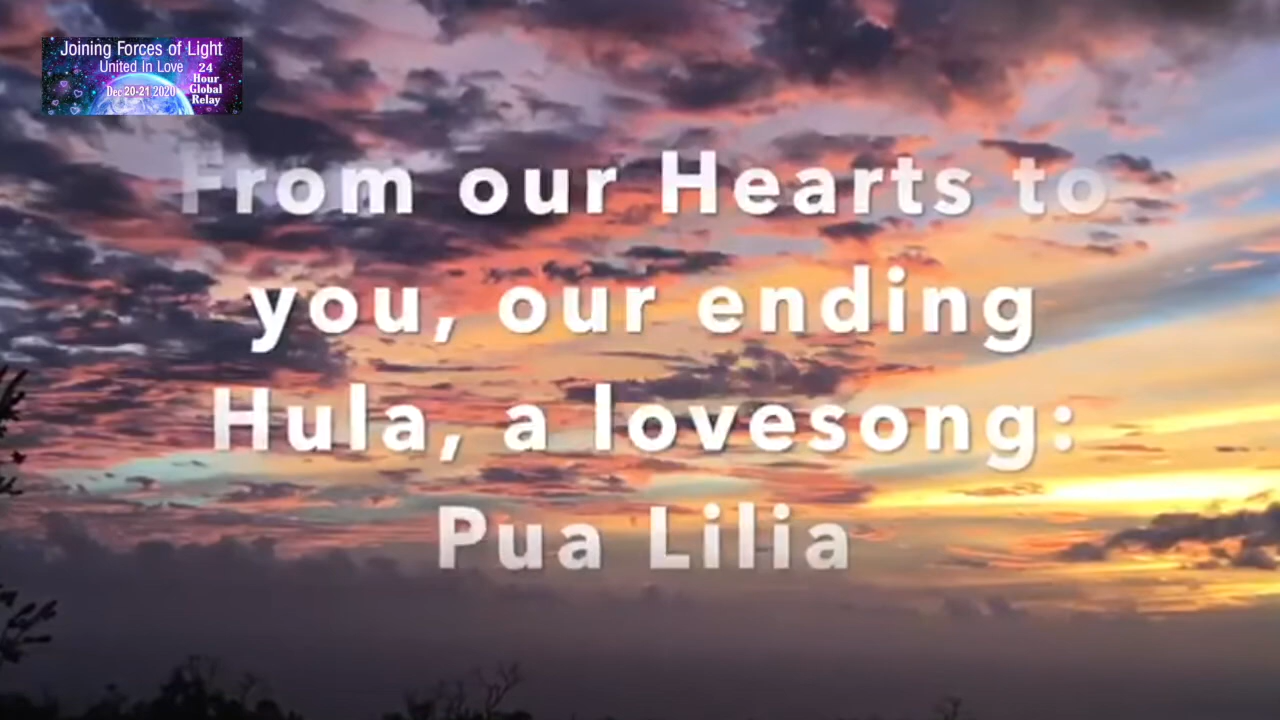 Joining Forces of Light
United In Love
24
Hour
Global
Relay
Dec 20-21 2020
From our Hearts to
you, our ending
Hula, a lovesong:
Pua Lilia